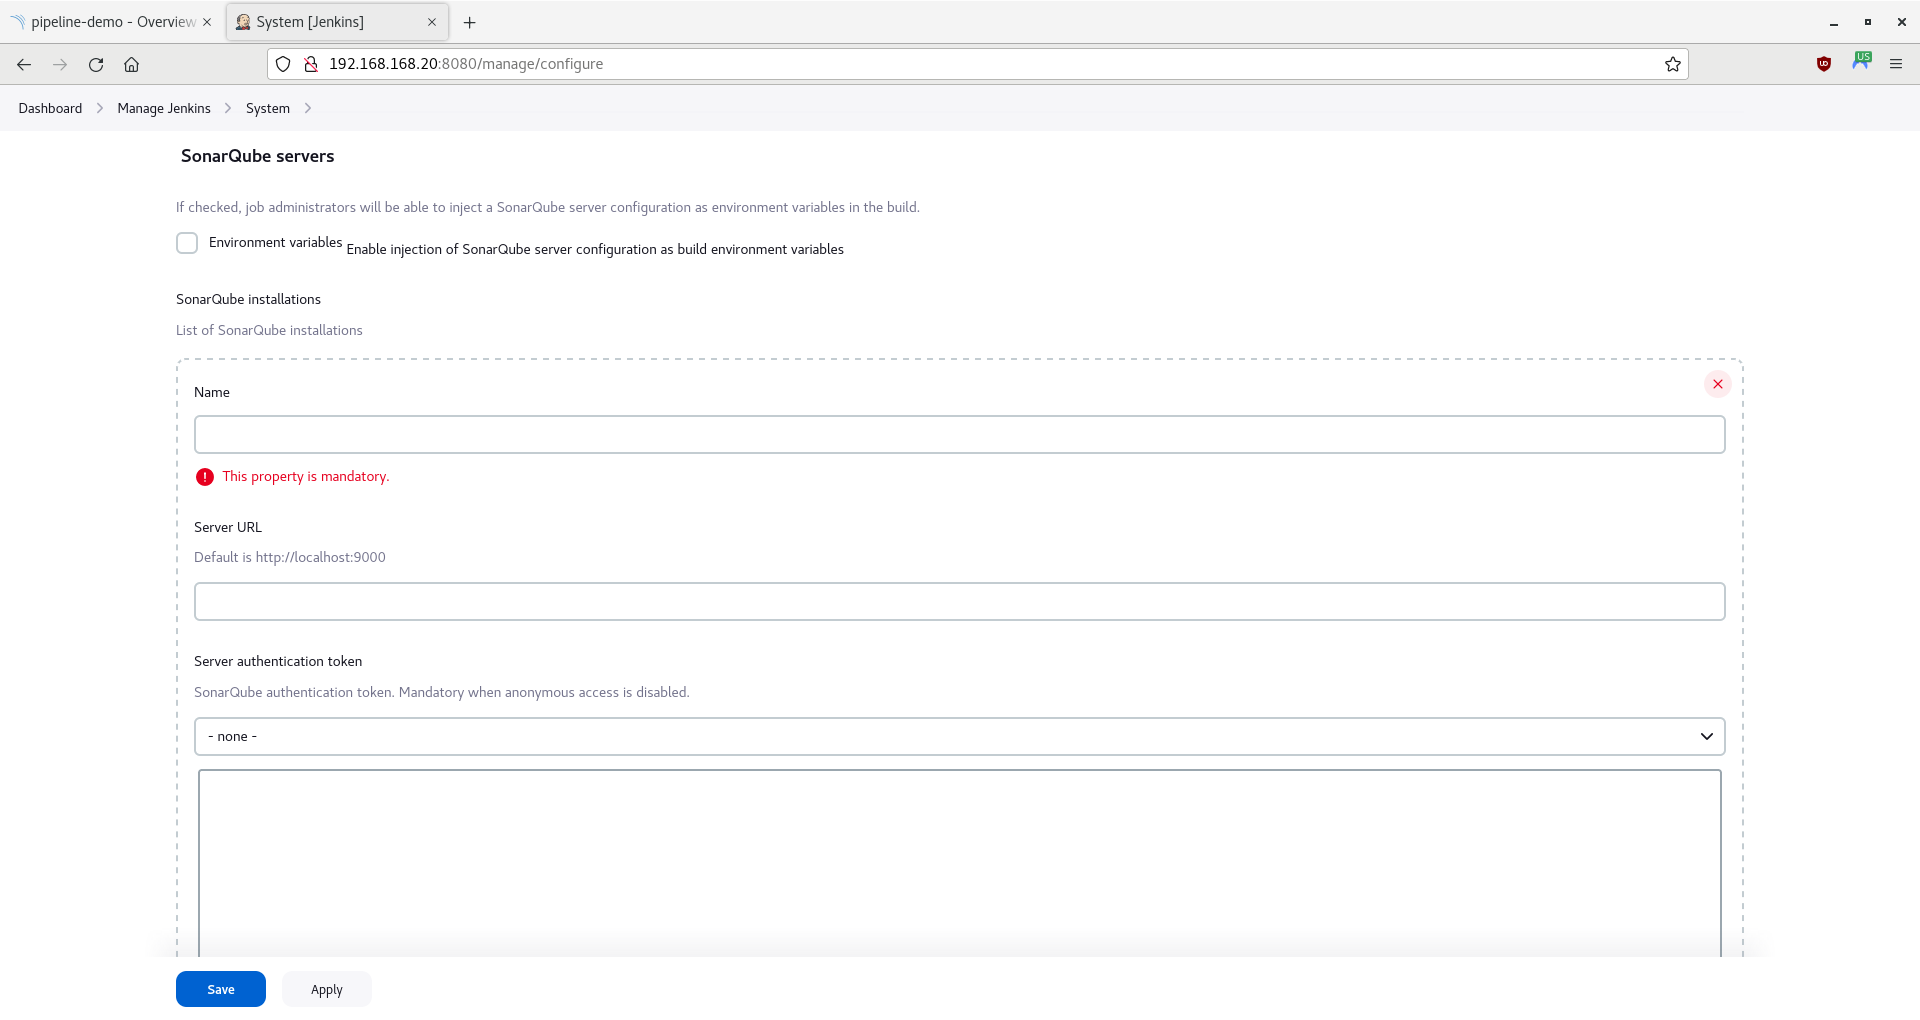 pipeline-demo - Overview
System [Jenkins]
192.168.168.20:8080/manage/configure
US
Dashboard
Manage Jenkins
System
SonarQube servers
If checked, job administrators will be able to inject a SonarQube server configuration as environment variables in the build.
Environment variables Enable injection of SonarQube server configuration as build environment variables
SonarQube installations
List of SonarQube installations
Name
This property is mandatory.
Server URL
Default is http://localhost:9000
Server authentication token
SonarQube authentication token. Mandatory when anonymous access is disabled.
- none -
Save
Apply